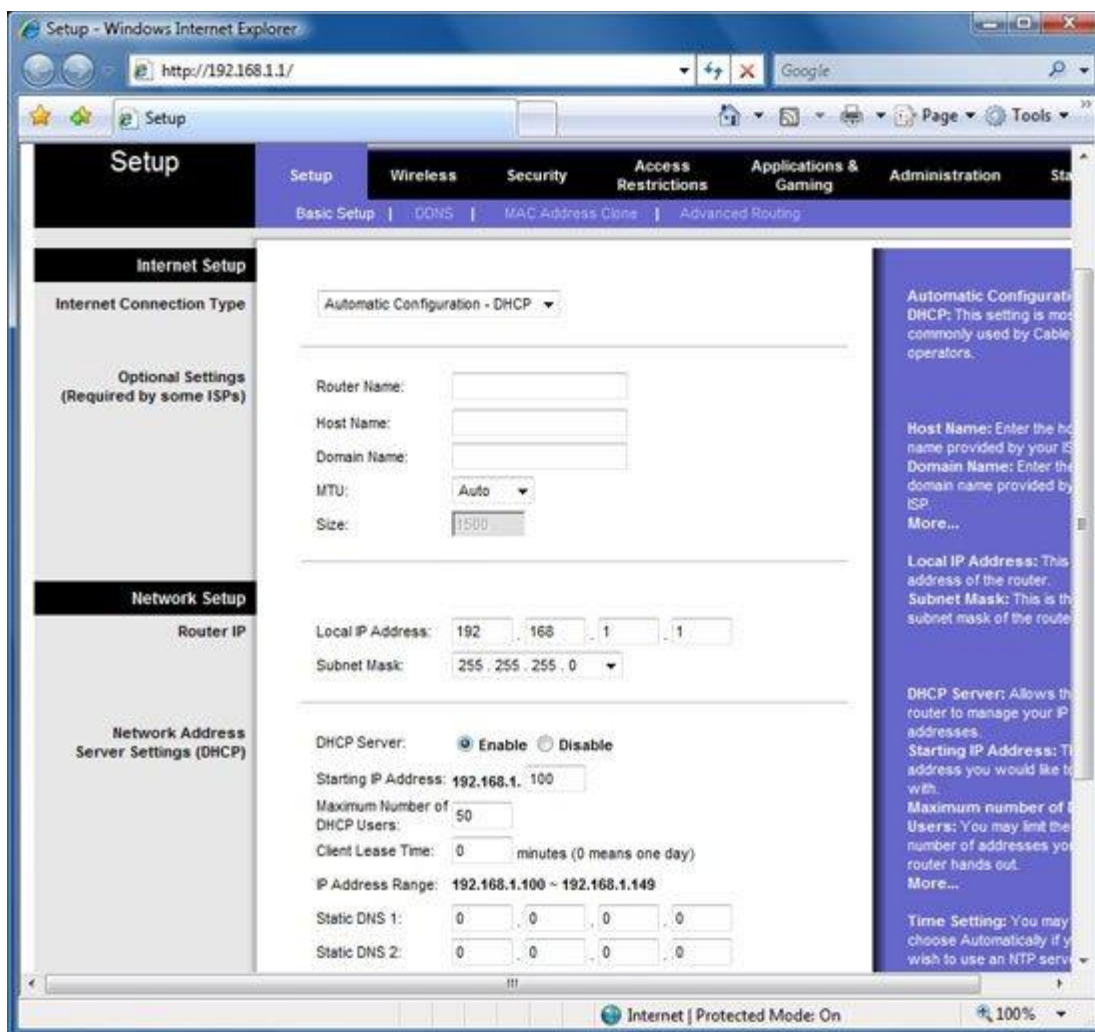 Setup - Windows Internet Explorer
http://192.168.1.1/
Google
Setup
Page
Tools
Setup
Setup
Wireless
Security
Access Restrictions
Applications & Gaming
Administration
Sta
Basic Setup | DDNS | MAC Address Clone | Advanced Routing
Internet Setup
Internet Connection Type
Automatic Configuration - DHCP
Optional Settings
(Required by some ISPs)
Router Name:
Host Name:
Domain Name:
MTU: Auto
Size: 1500
Network Setup
Router IP
Local IP Address: 192 . 168 . 1 . 1
Subnet Mask: 255 . 255 . 255 . 0
Network Address
Server Settings (DHCP)
DHCP Server: Enable Disable
Starting IP Address: 192.168.1. 100
Maximum Number of
DHCP Users: 50
Client Lease Time: 0 minutes (0 means one day)
IP Address Range: 192.168.1.100 ~ 192.168.1.149
Static DNS 1: 0 . 0 . 0 . 0
Static DNS 2: 0 . 0 . 0 . 0
Automatic Configurati
DHCP: This setting is mos
commonly used by Cable
operators.
Host Name: Enter the ho
name provided by your IS
Domain Name: Enter the
domain name provided by
ISP.
More...
Local IP Address: This
address of the router.
Subnet Mask: This is th
subnet mask of the route
DHCP Server: Allows th
router to manage your IP
addresses.
Starting IP Address: T
address you would like to
with.
Maximum number of
Users: You may limit the
number of addresses yo
router hands out.
More...
Time Setting: You may
choose Automatically if y
wish to use an NTP serv
Internet | Protected Mode: On
100%